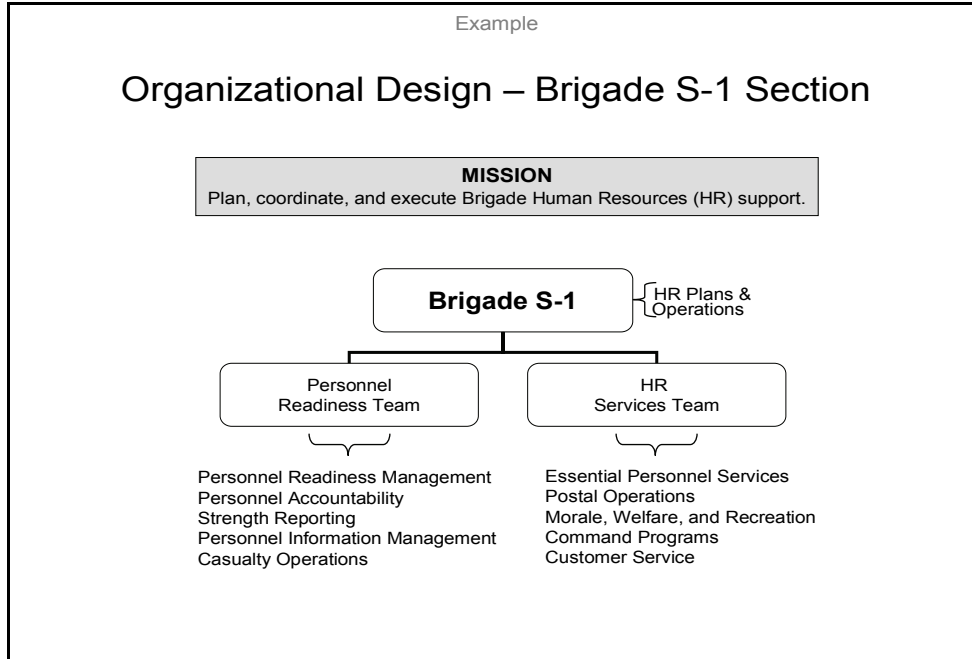 Example
Organizational Design – Brigade S-1 Section
MISSION
Plan, coordinate, and execute Brigade Human Resources (HR) support.
Brigade S-1
HR Plans &
Operations
Personnel
Readiness Team
HR
Services Team
Personnel Readiness Management
Personnel Accountability
Strength Reporting
Personnel Information Management
Casualty Operations
Essential Personnel Services
Postal Operations
Morale, Welfare, and Recreation
Command Programs
Customer Service